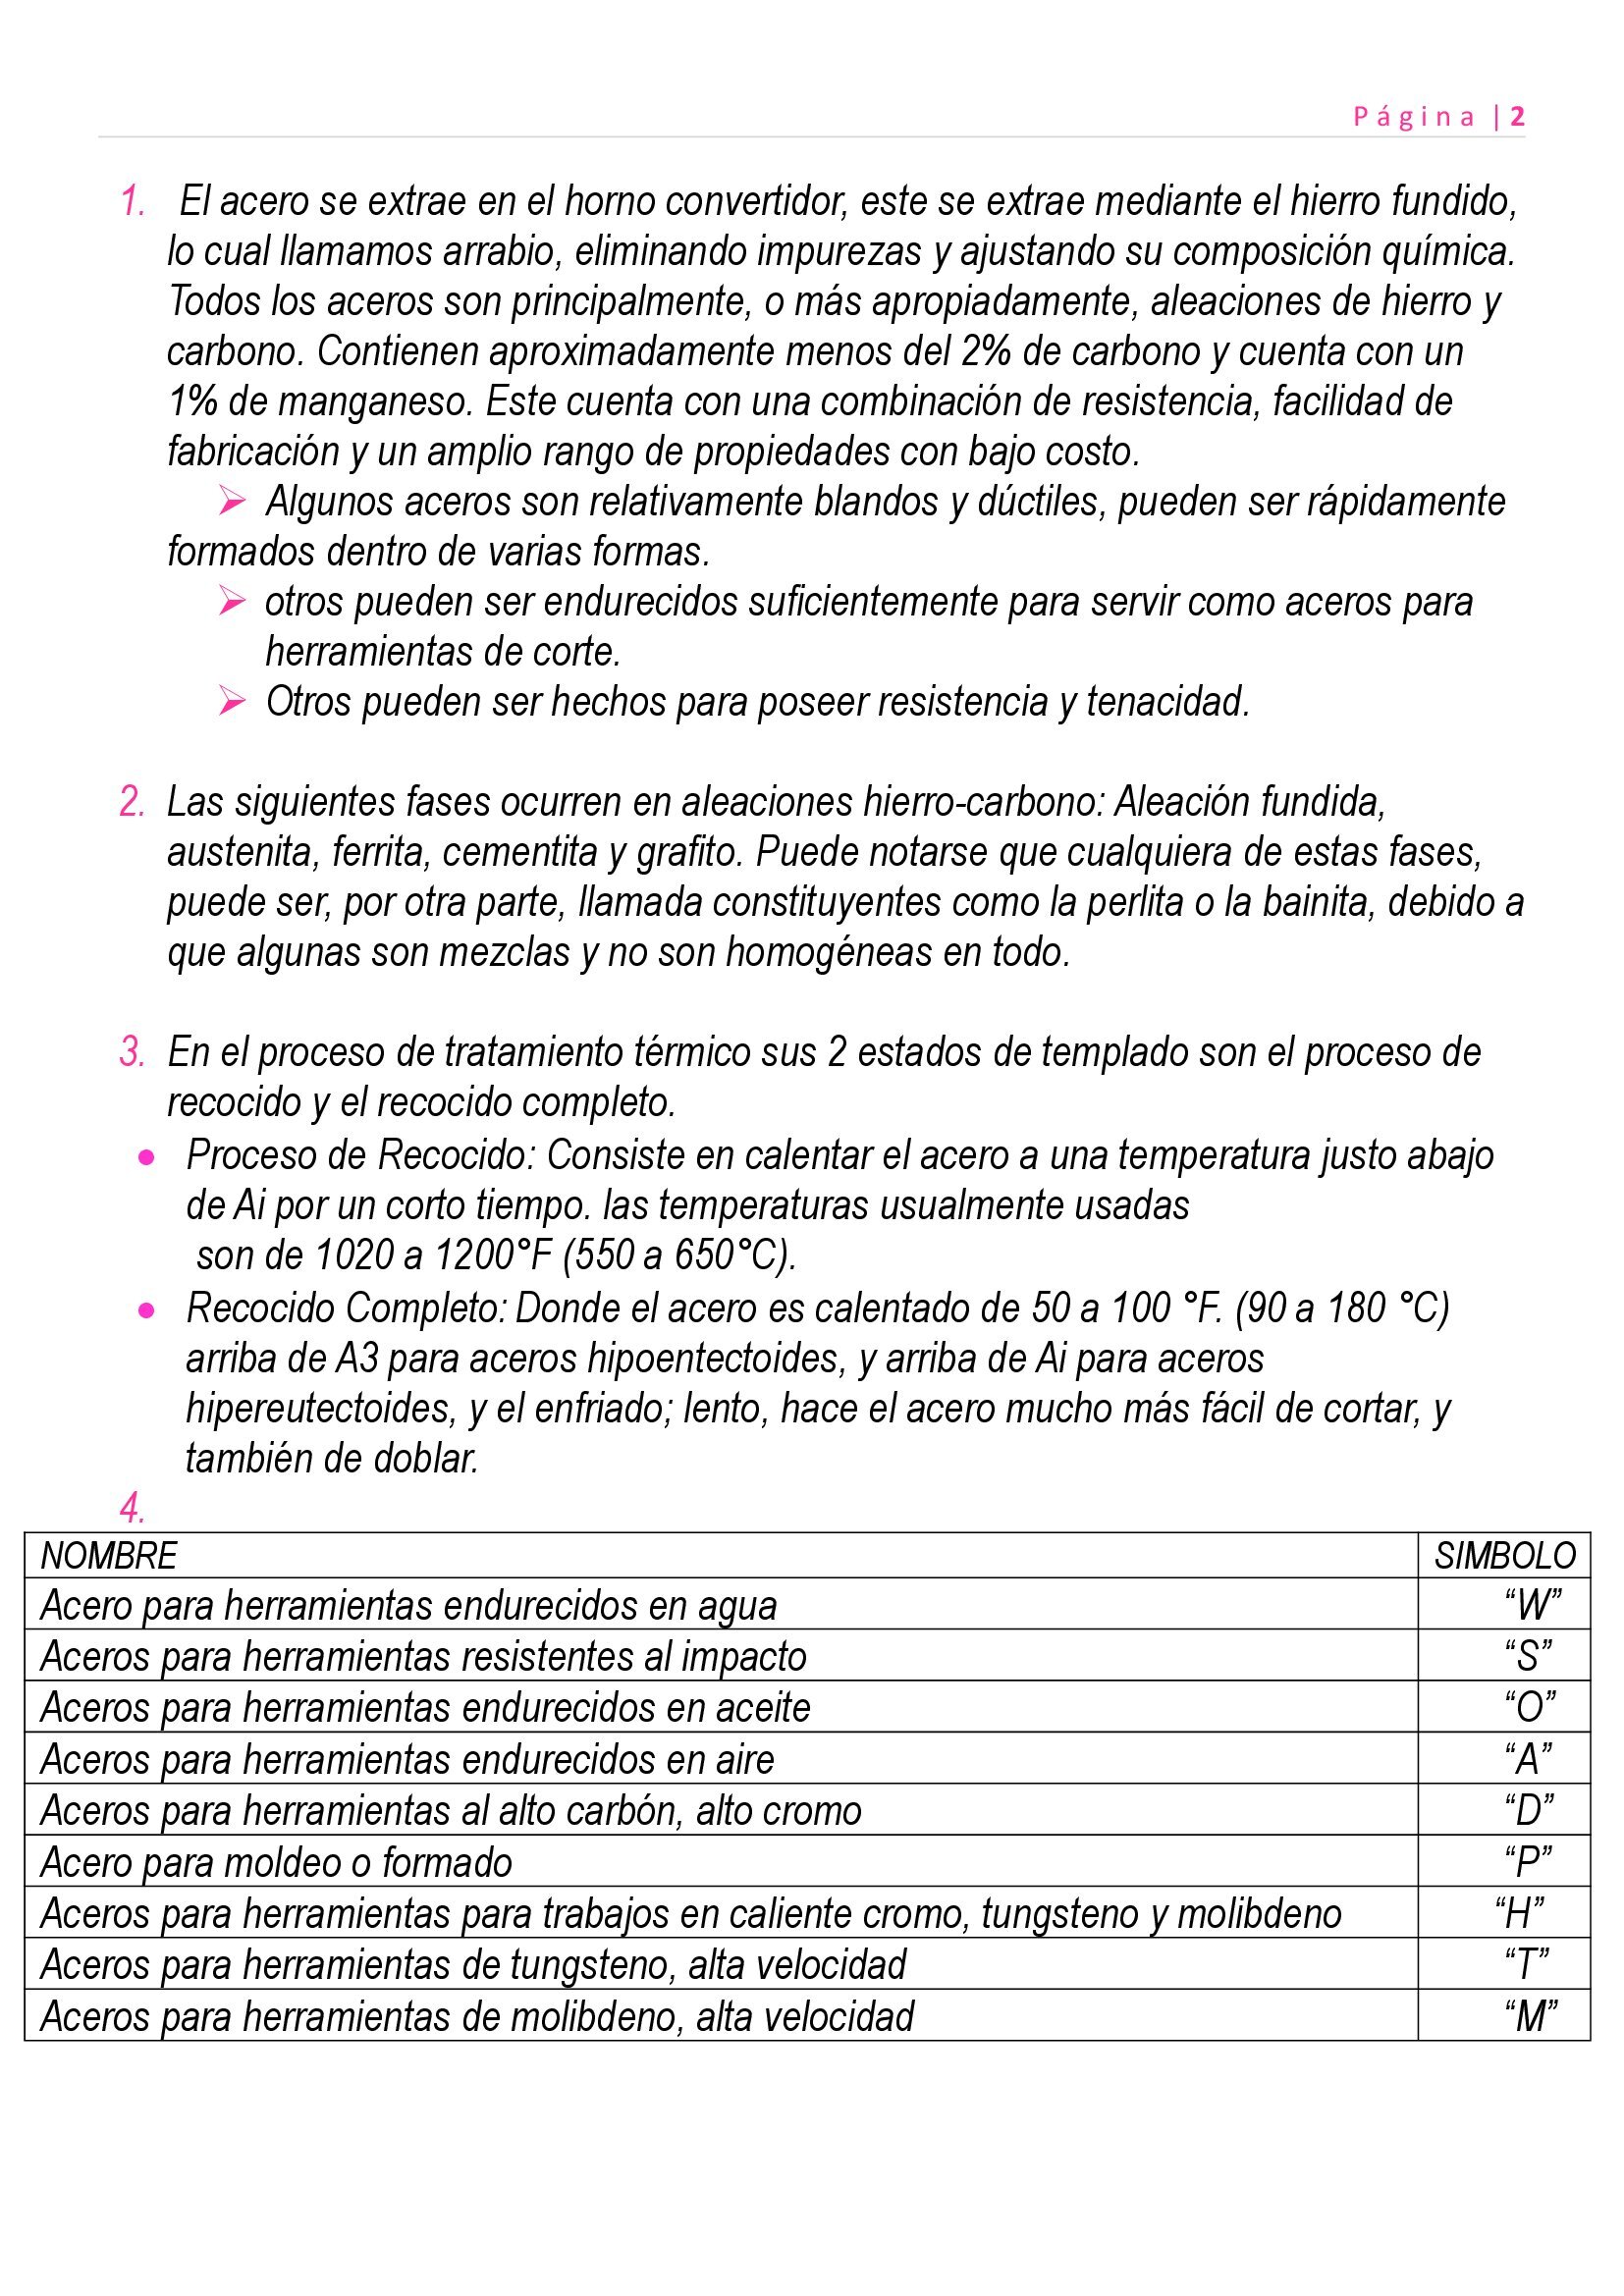 Página | 2
1. El acero se extrae en el horno convertidor, este se extrae mediante el hierro fundido,
lo cual llamamos arrabio, eliminando impurezas y ajustando su composición química.
Todos los aceros son principalmente, o más apropiadamente, aleaciones de hierro y
carbono. Contienen aproximadamente menos del 2% de carbono y cuenta con un
1% de manganeso. Este cuenta con una combinación de resistencia, facilidad de
fabricación y un amplio rango de propiedades con bajo costo.
➢ Algunos aceros son relativamente blandos y dúctiles, pueden ser rápidamente
formados dentro de varias formas.
➢ otros pueden ser endurecidos suficientemente para servir como aceros para
herramientas de corte.
➢ Otros pueden ser hechos para poseer resistencia y tenacidad.
2. Las siguientes fases ocurren en aleaciones hierro-carbono: Aleación fundida,
austenita, ferrita, cementita y grafito. Puede notarse que cualquiera de estas fases,
puede ser, por otra parte, llamada constituyentes como la perlita o la bainita, debido a
que algunas son mezclas y no son homogéneas en todo.
3. En el proceso de tratamiento térmico sus 2 estados de templado son el proceso de
recocido y el recocido completo.
● Proceso de Recocido: Consiste en calentar el acero a una temperatura justo abajo
de Ai por un corto tiempo. las temperaturas usualmente usadas
son de 1020 a 1200°F (550 a 650°C).
● Recocido Completo: Donde el acero es calentado de 50 a 100 °F. (90 a 180 °C)
arriba de A3 para aceros hipoentectoides, y arriba de Ai para aceros
hipereutectoides, y el enfriado; lento, hace el acero mucho más fácil de cortar, y
también de doblar.
4.
NOMBRE SIMBOLO
Acero para herramientas endurecidos en agua “W”
Aceros para herramientas resistentes al impacto “S”
Aceros para herramientas endurecidos en aceite “O”
Aceros para herramientas endurecidos en aire “A”
Aceros para herramientas al alto carbón, alto cromo “D”
Acero para moldeo o formado “P”
Aceros para herramientas para trabajos en caliente cromo, tungsteno y molibdeno “H”
Aceros para herramientas de tungsteno, alta velocidad “T”
Aceros para herramientas de molibdeno, alta velocidad “M”